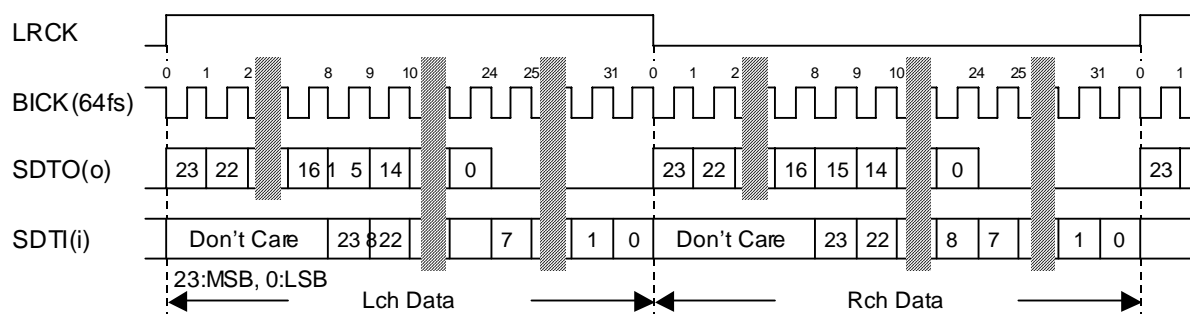 LRCK
0 1 2 8 9 10 24 25 31 0 1 2 8 9 10 24 25 31 0 1
BICK(64fs)
SDTO(o) 23 22 16 1 5 14 0 23 22 16 15 14 0 23
SDTI(i) Don't Care 23 8 22 7 1 0 Don't Care 23 22 8 7 1 0
23:MSB, 0:LSB
Lch Data Rch Data